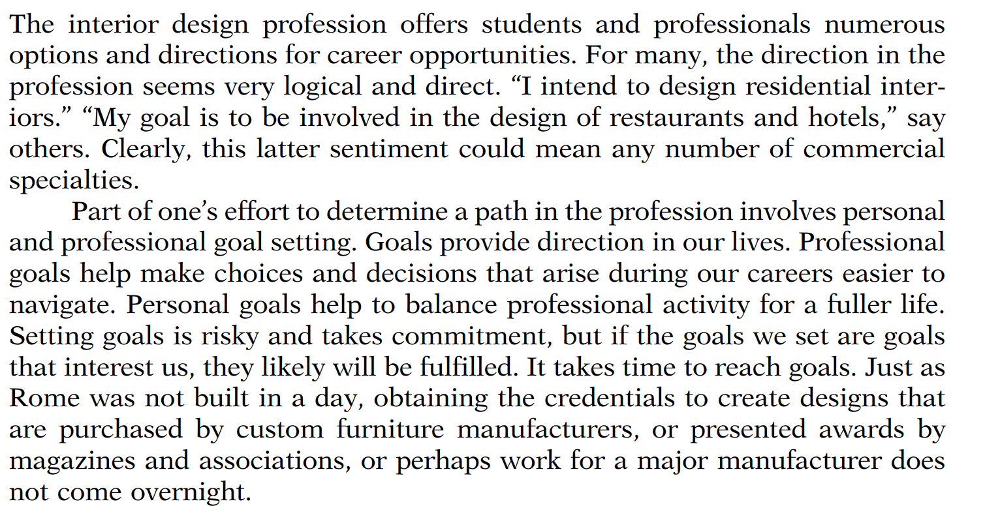 The interior design profession offers students and professionals numerous
options and directions for career opportunities. For many, the direction in the
profession seems very logical and direct. “I intend to design residential inter-
iors.” “My goal is to be involved in the design of restaurants and hotels,” say
others. Clearly, this latter sentiment could mean any number of commercial
specialties.
Part of one’s effort to determine a path in the profession involves personal
and professional goal setting. Goals provide direction in our lives. Professional
goals help make choices and decisions that arise during our careers easier to
navigate. Personal goals help to balance professional activity for a fuller life.
Setting goals is risky and takes commitment, but if the goals we set are goals
that interest us, they likely will be fulfilled. It takes time to reach goals. Just as
Rome was not built in a day, obtaining the credentials to create designs that
are purchased by custom furniture manufacturers, or presented awards by
magazines and associations, or perhaps work for a major manufacturer does
not come overnight.